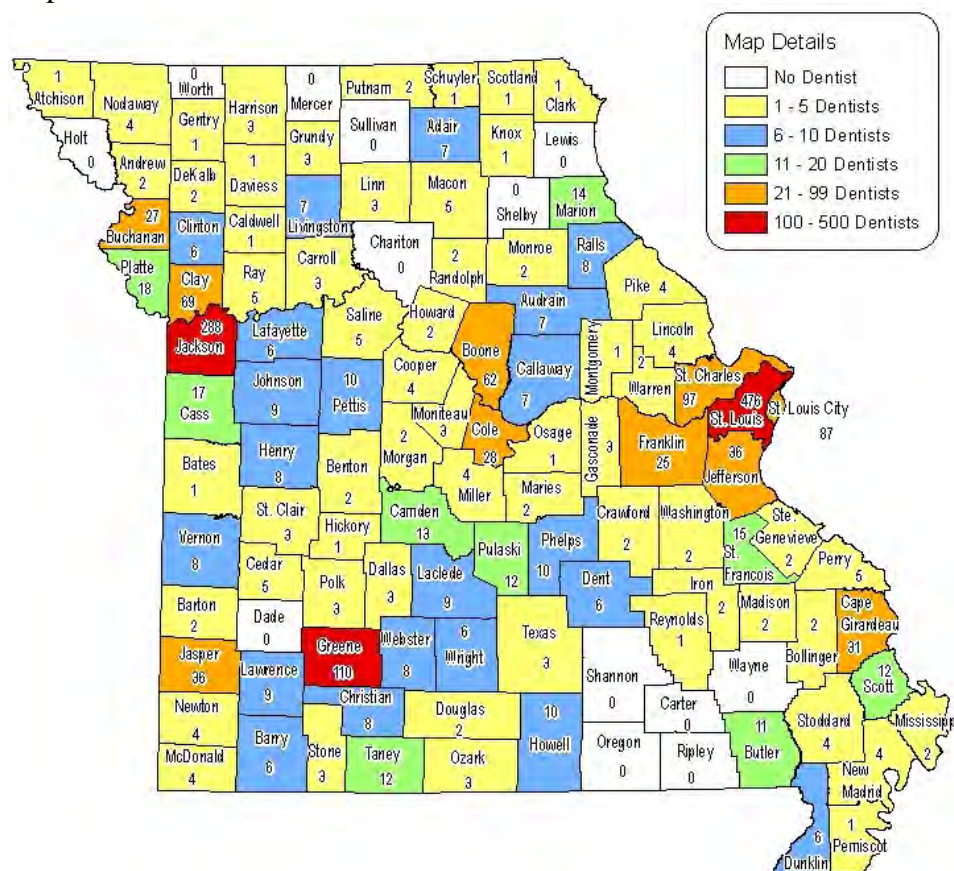 Map Details
No Dentist
1 - 5 Dentists
6 - 10 Dentists
11 - 20 Dentists
21 - 99 Dentists
100 - 500 Dentists
1
Atchison
Nodaway
4
0
Worth
Harrison
3
0
Mercer
Putnam 2
Schuyler
1
Scotland
1
1
Clark
Holt
0
Gentry
1
Grundy
3
Sullivan
0
Adair
7
Knox
1
Lewis
0
Andrew
2
DeKalb
2
1
Daviess
7
Livingston
Linn
3
Macon
5
0
Shelby
14
Marion
27
Buchanan
Clinton
6
Caldwell
1
Chariton
0
2
Randolph
Monroe
2
Ralls
8
Platte
18
Clay
69
Ray
5
Carroll
3
Audrain
7
Pike 4
288
Jackson
Lafayette
6
Saline
5
Howard
2
Boone
62
Callaway
7
Montgomery
1
Lincoln
4
2
Warren
St. Charles
97
476
St. Louis
St. Louis City
87
17
Cass
Johnson
9
10
Pettis
Cooper
4
Moniteau
3
Cole
28
Osage
1
Gasconade
3
Franklin
25
36
Jefferson
Bates
1
Henry
8
Benton
2
2
Morgan
4
Miller
Maries
2
Vernon
8
St. Clair
3
Hickory
1
Camden
13
Pulaski
12
Phelps
10
Crawford
2
Washington
2
15
St.
Francois
Ste.
Genevieve
2
Perry
5
Cedar
5
Polk
3
Dallas
3
Laclede
9
Dent
6
Iron
2
Madison
2
2
Bollinger
Cape
Girardeau
31
Barton
2
Dade
0
Greene
110
Webster
8
6
Wright
Texas
3
Reynolds
1
Jasper
36
Lawrence
9
Christian
8
Douglas
2
Shannon
0
Wayne
0
12
Scott
Newton
4
Barry
6
Stone
3
Taney
12
Ozark
3
10
Howell
Carter
0
11
Butler
Stoddard
4
Mississipp
2
McDonald
4
Oregon
0
Ripley
0
4
New
Madrid
6
Dunklin
1
Pemiscot